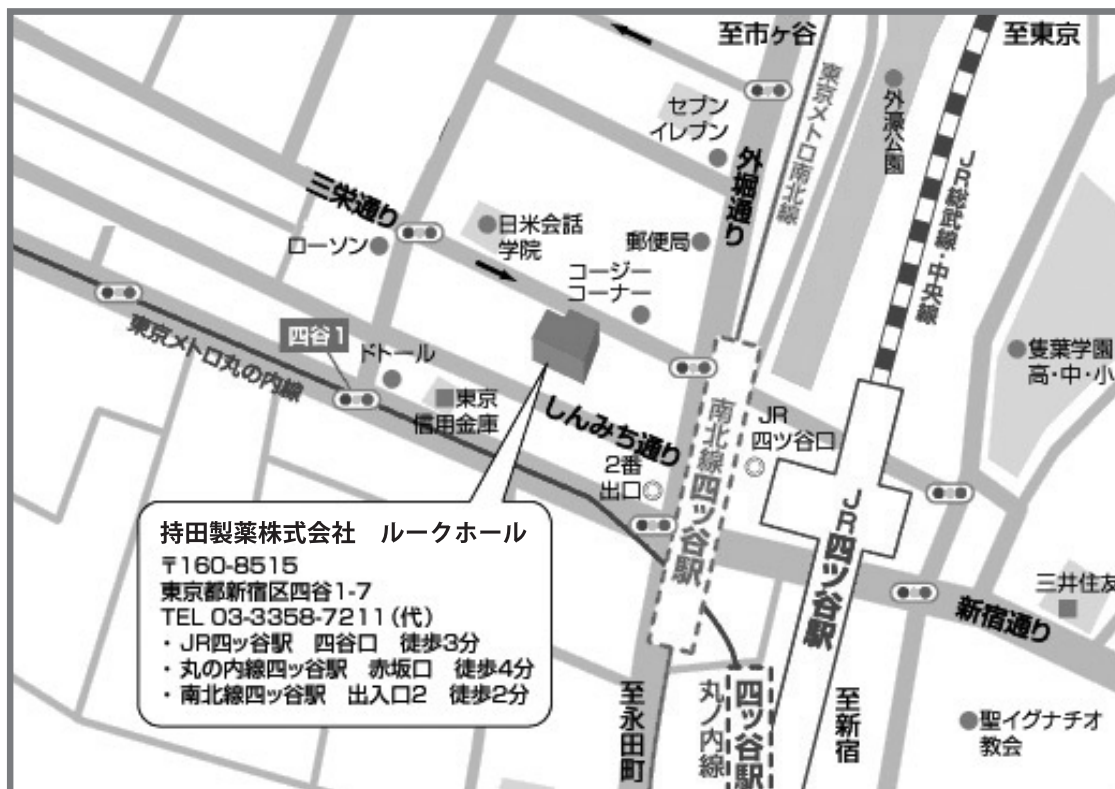 至市ヶ谷
至東京
東京メトロ南北線
外濠公園
セブン
イレブン
外堀通り
JR総武線・中央線
三栄通り
日米会話
学院
郵便局
ローソン
コージー
コーナー
四谷1
ドトール
東京メトロ丸の内線
隻葉学園
高・中・小
東京
信用金庫
しんみち通り
南北線四ツ谷駅
JR
四ツ谷口
2番
出口
JR四ツ谷駅
三井住友
新宿通り
持田製薬株式会社 ルークホール
〒160-8515
東京都新宿区四谷1-7
TEL 03-3358-7211(代)
・JR四ッ谷駅 四谷口 徒歩3分
・丸の内線四ッ谷駅 赤坂口 徒歩4分
・南北線四ッ谷駅 出入口2 徒歩2分
至永田町
丸ノ内線
四ツ谷駅
至新宿
聖イグナチオ
教会